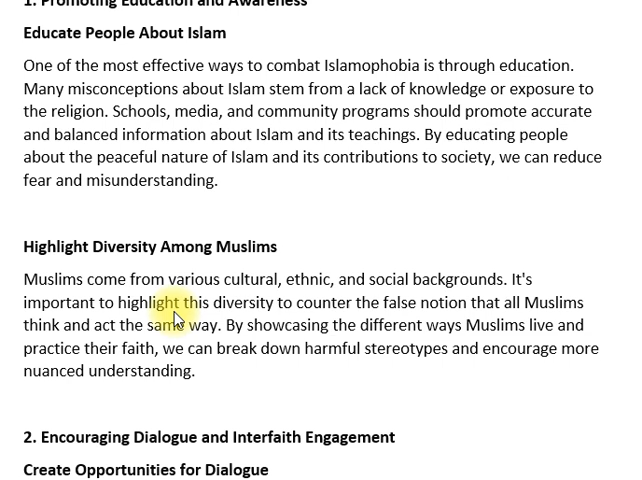 1. Promoting Education and Awareness
Educate People About Islam
One of the most effective ways to combat Islamophobia is through education.
Many misconceptions about Islam stem from a lack of knowledge or exposure to
the religion. Schools, media, and community programs should promote accurate
and balanced information about Islam and its teachings. By educating people
about the peaceful nature of Islam and its contributions to society, we can reduce
fear and misunderstanding.
Highlight Diversity Among Muslims
Muslims come from various cultural, ethnic, and social backgrounds. It's
important to highlight this diversity to counter the false notion that all Muslims
think and act the same way. By showcasing the different ways Muslims live and
practice their faith, we can break down harmful stereotypes and encourage more
nuanced understanding.
2. Encouraging Dialogue and Interfaith Engagement
Create Opportunities for Dialogue